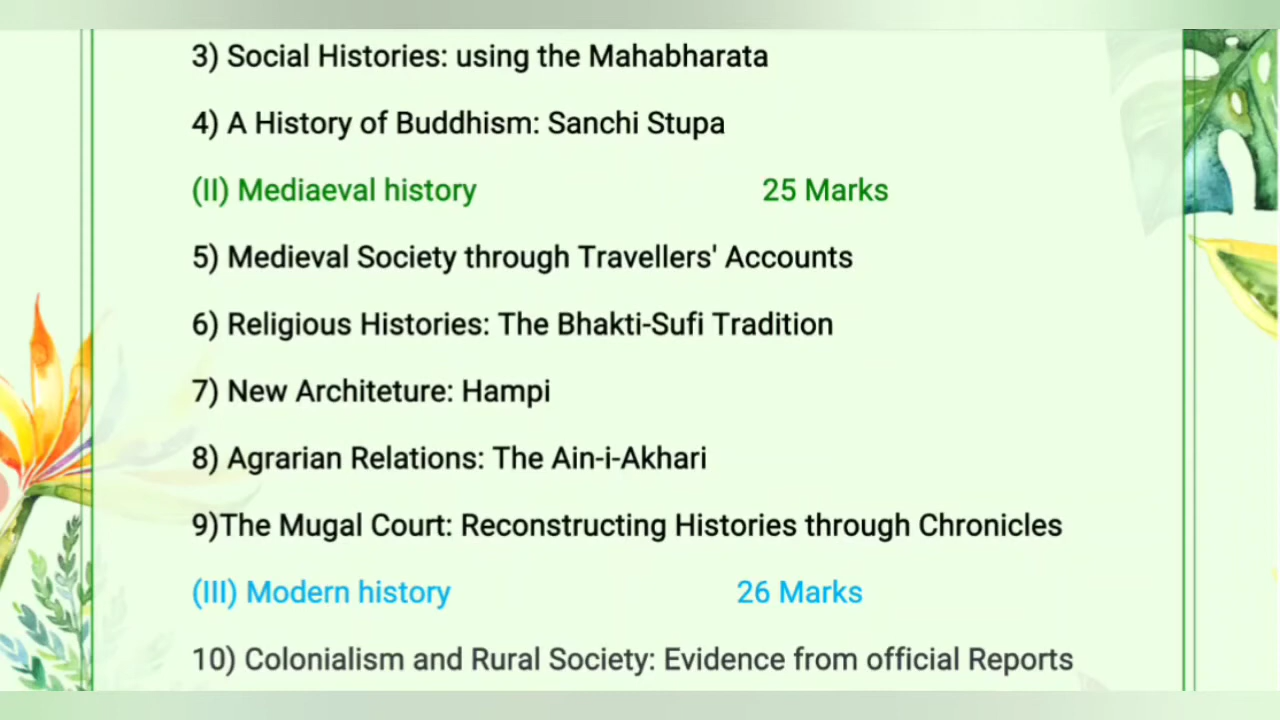 3) Social Histories: using the Mahabharata
4) A History of Buddhism: Sanchi Stupa
(II) Mediaeval history 25 Marks
5) Medieval Society through Travellers' Accounts
6) Religious Histories: The Bhakti-Sufi Tradition
7) New Architeture: Hampi
8) Agrarian Relations: The Ain-i-Akhari
9)The Mugal Court: Reconstructing Histories through Chronicles
(III) Modern history 26 Marks
10) Colonialism and Rural Society: Evidence from official Reports